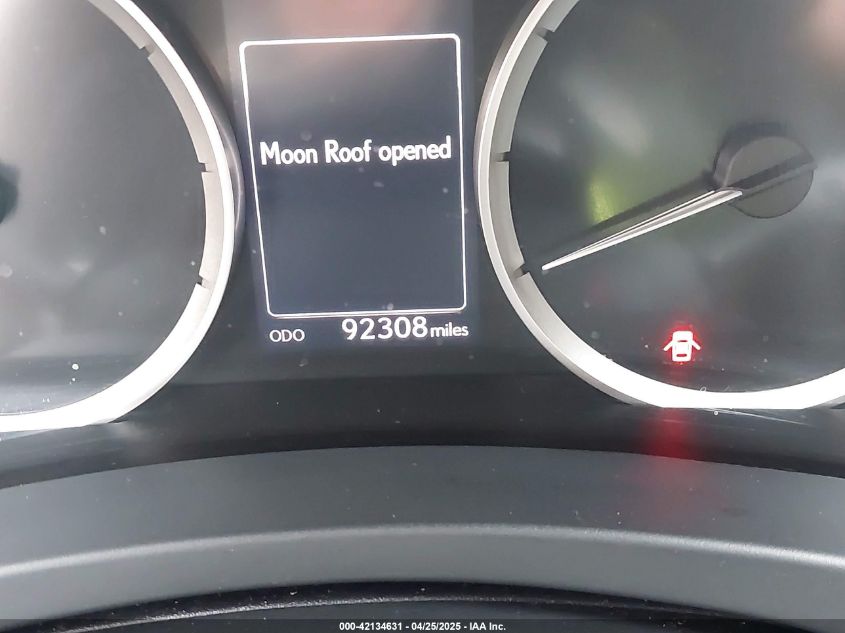 Moon Roof opened
ODO 92308 miles
000-42134631 - 04/25/2025 - IAA Inc.